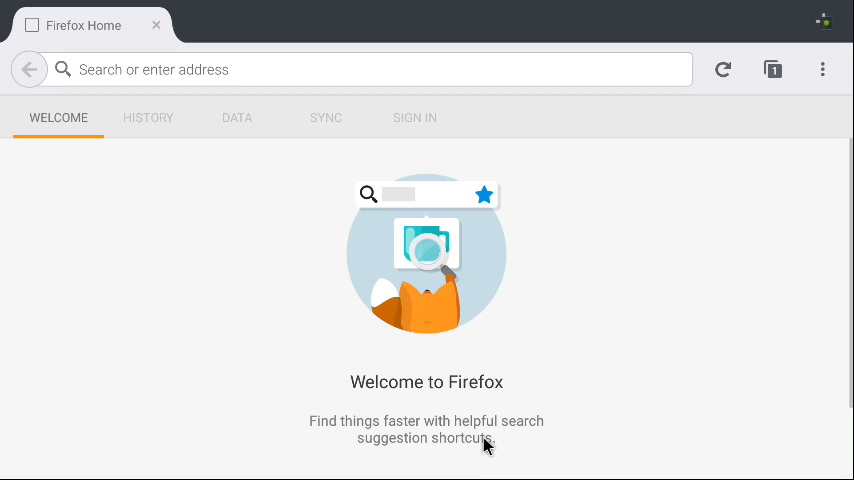 Firefox Home
Search or enter address
1
WELCOME HISTORY DATA SYNC SIGN IN
Welcome to Firefox
Find things faster with helpful search
suggestion shortcuts.